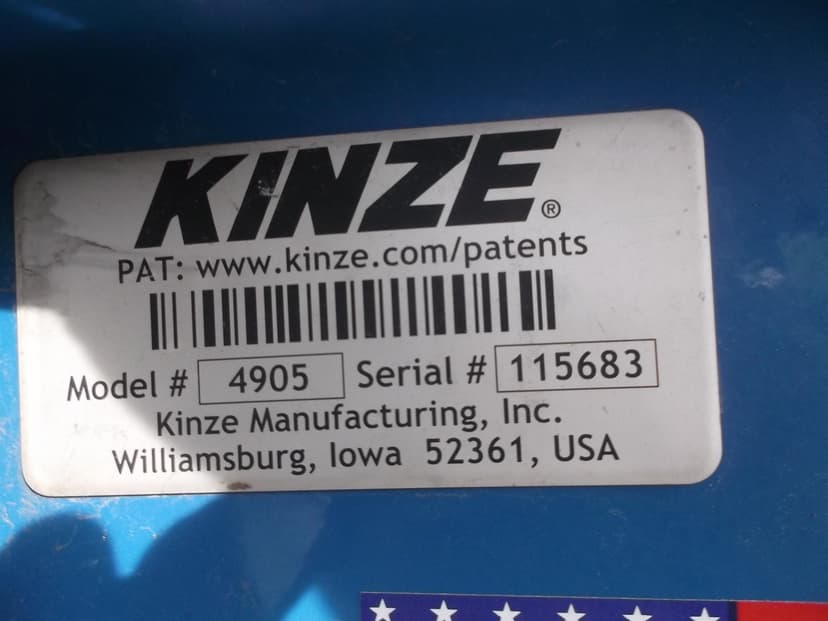 KINZE®
PAT: www.kinze.com/patents
Model # 4905 Serial # 115683
Kinze Manufacturing, Inc.
Williamsburg, Iowa 52361, USA